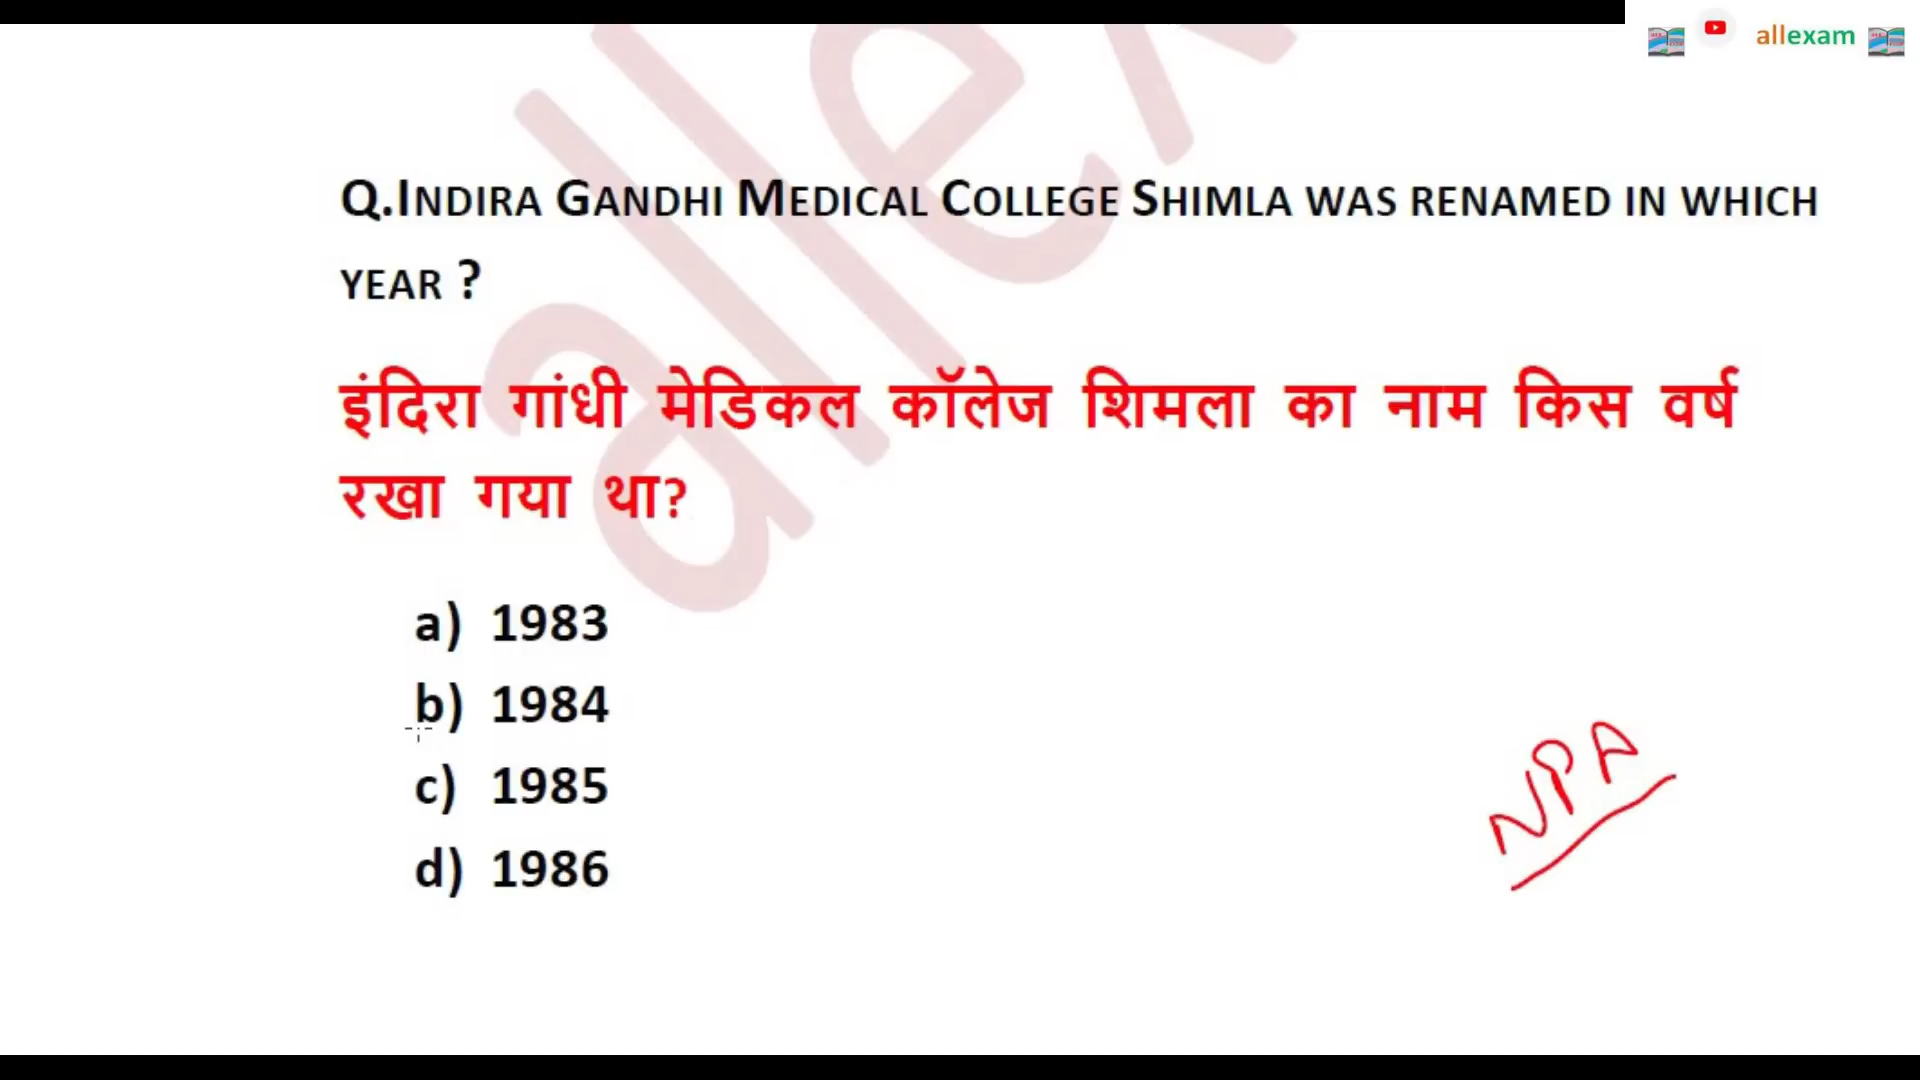 allexam
Q.INDIRA GANDHI MEDICAL COLLEGE SHIMLA WAS RENAMED IN WHICH
YEAR ?
इंदिरा गांधी मेडिकल कॉलेज शिमला का नाम किस वर्ष
रखा गया था?
a) 1983
b) 1984
c) 1985
d) 1986
NPA
allex